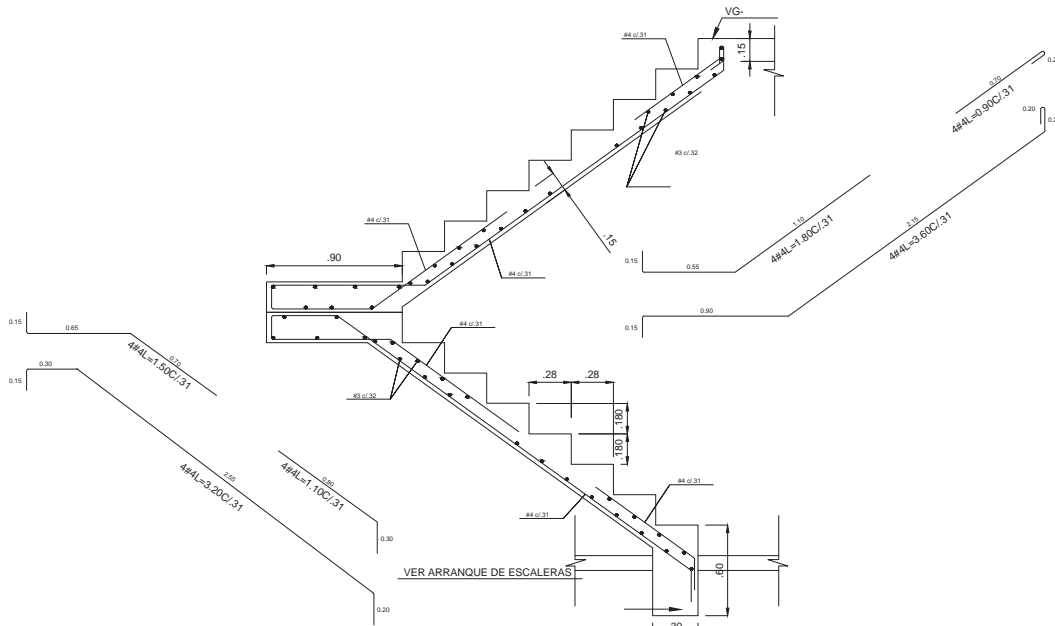 VG-
#4 c/.31
.15
0.70
4#4L=0.90C/.31
0.20
#3 c/.32
1.10
4#4L=1.80C/.31
2.15
4#4L=3.60C/.31
#4 c/.31
.15
0.15
0.55
.90
#4 c/.31
0.15
0.90
0.15
0.65
0.70
4#4L=1.50C/.31
#4 c/.31
0.15
0.30
#3 c/.32
.28
.28
.180
.180
2.55
4#4L=3.20C/.31
0.80
4#4L=1.10C/.31
0.30
#4 c/.31
#4 c/.31
VER ARRANQUE DE ESCALERAS
.60
0.20